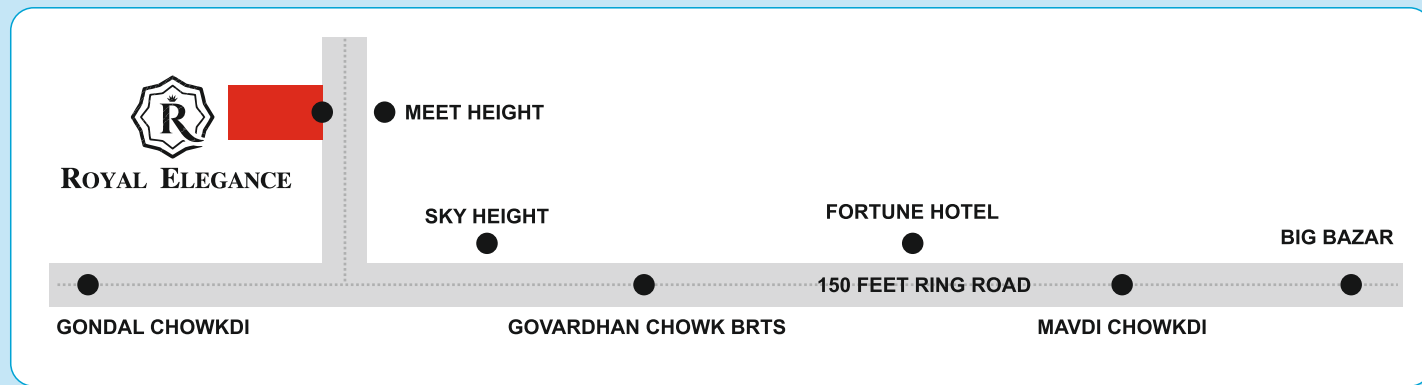 R
MEET HEIGHT
ROYAL ELEGANCE
SKY HEIGHT
FORTUNE HOTEL
BIG BAZAR
150 FEET RING ROAD
GONDAL CHOWKDI
GOVARDHAN CHOWK BRTS
MAVDI CHOWKDI